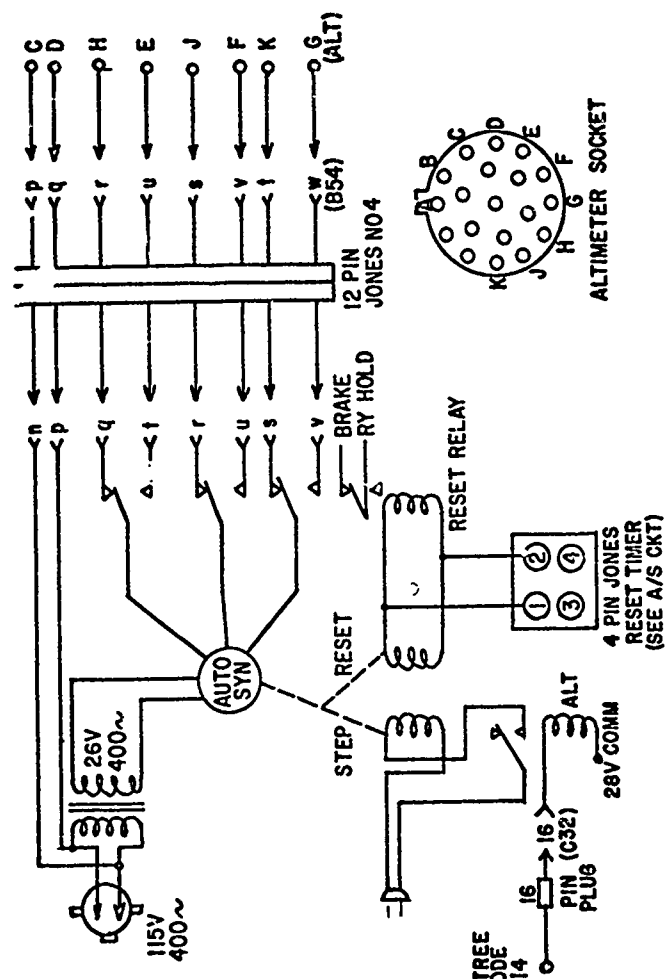 C
D
H
E
J
F
K
G
(ALT)
p
q
r
u
s
v
t
w
(B54)
12 PIN
JONES NO4
n
p
q
t
r
u
s
v
BRAKE
RY HOLD
RESET RELAY
115V
400~
26V
400~
AUTO
SYN
STEP
RESET
1
2
3
4
4 PIN JONES
RESET TIMER
(SEE A/S CKT)
ALT
28V COMM
16
16
(C32)
PIN
PLUG
TREE
ODE
14
A
B
C
D
E
F
G
H
J
K
ALTIMETER SOCKET